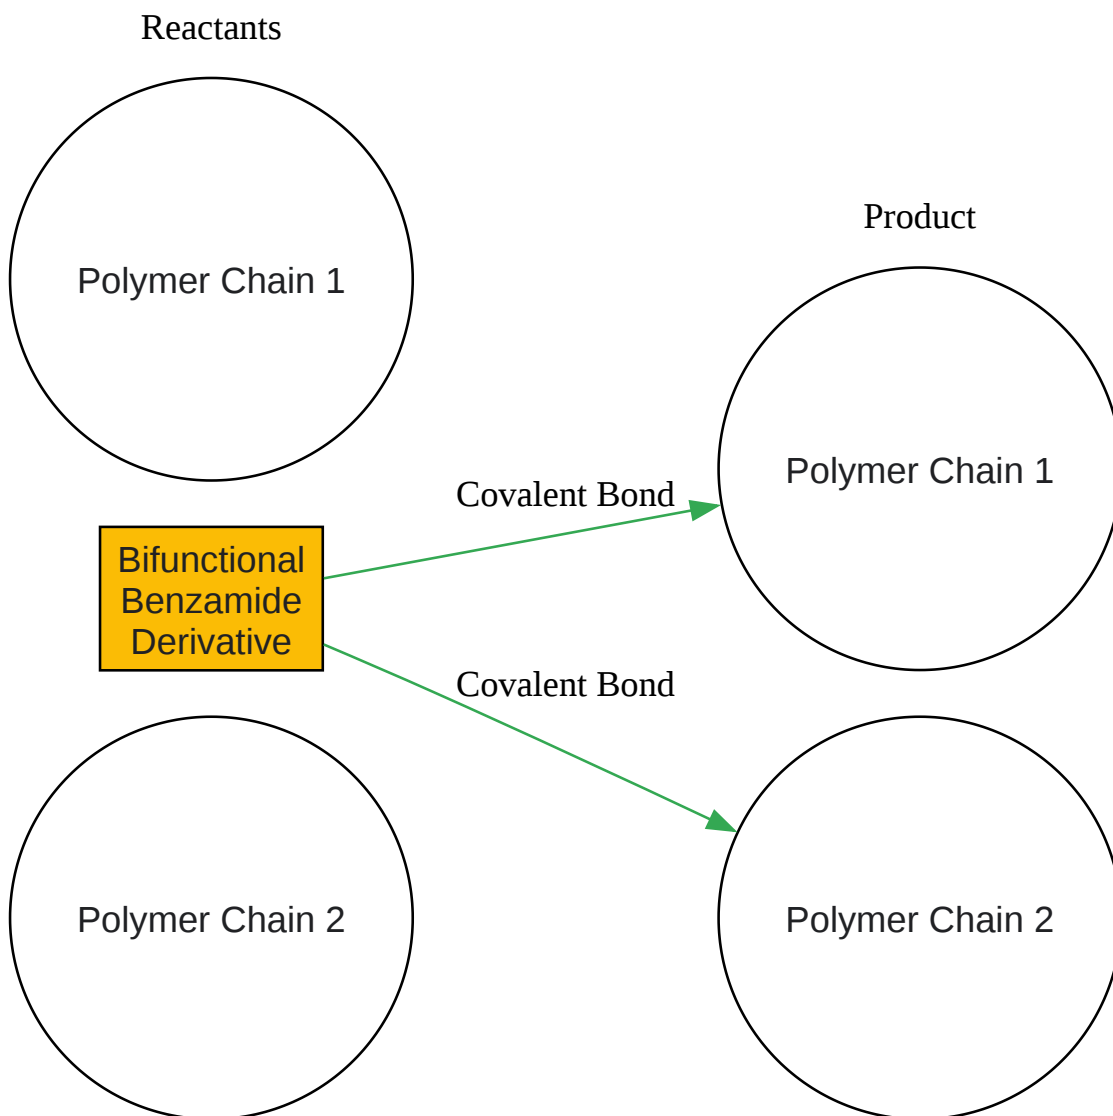 Reactants
Polymer Chain 1
Product
Polymer Chain 1
Covalent Bond
Bifunctional
Benzamide
Derivative
Covalent Bond
Polymer Chain 2
Polymer Chain 2